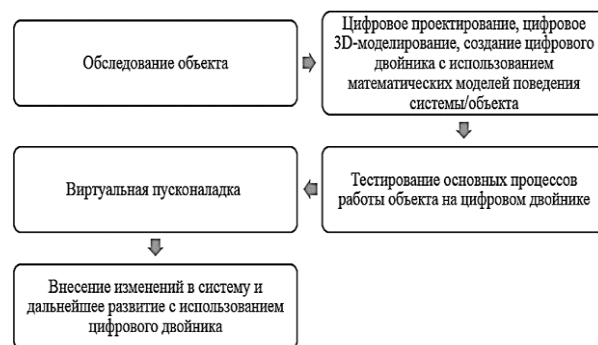 Обследование объекта
Цифровое проектирование, цифровое
3D-моделирование, создание цифрового
двойника с использованием
математических моделей поведения
системы/объекта
Тестирование основных процессов
работы объекта на цифровом двойнике
Виртуальная пусконаладка
Внесение изменений в систему и
дальнейшее развитие с использованием
цифрового двойника